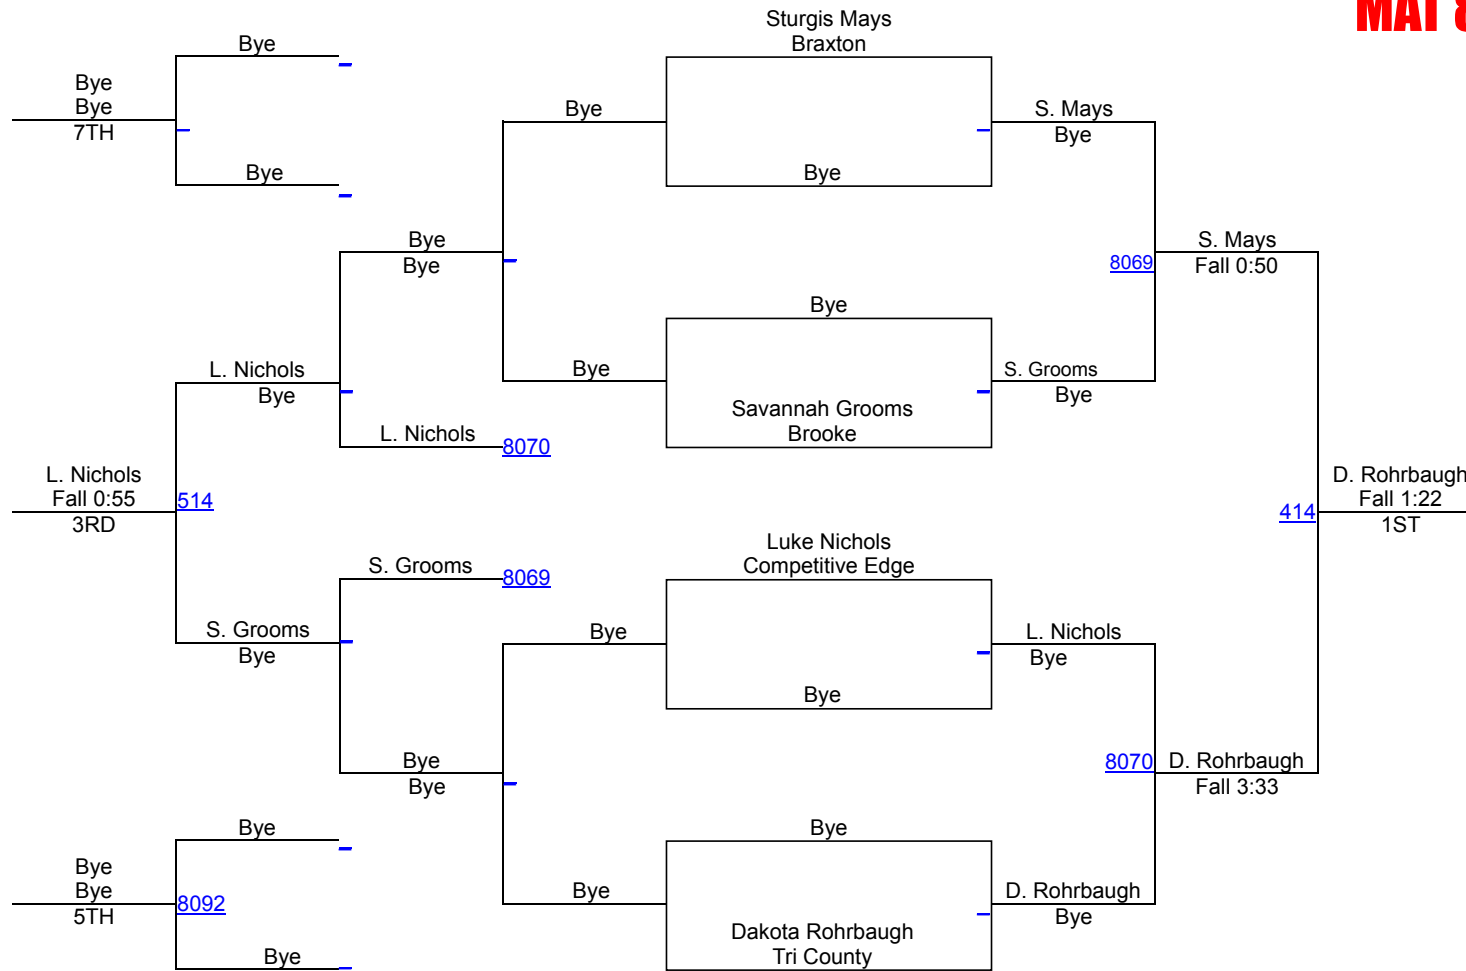 MAT 8
Sturgis Mays
Braxton
Bye
Bye
Bye
7TH
Bye
Bye
Bye
S. Mays
Bye
Bye
Bye
Bye
S. Mays
Fall 0:50
8069
Bye
Bye
Savannah Grooms
Brooke
S. Grooms
Bye
L. Nichols
Bye
L. Nichols
8070
L. Nichols
Fall 0:55
3RD
514
D. Rohrbaugh
Fall 1:22
1ST
414
Luke Nichols
Competitive Edge
S. Grooms
8069
S. Grooms
Bye
Bye
L. Nichols
Bye
Bye
Bye
Bye
8070
D. Rohrbaugh
Fall 3:33
Bye
Bye
Bye
Bye
5TH
8092
Bye
D. Rohrbaugh
Bye
Dakota Rohrbaugh
Tri County
Bye